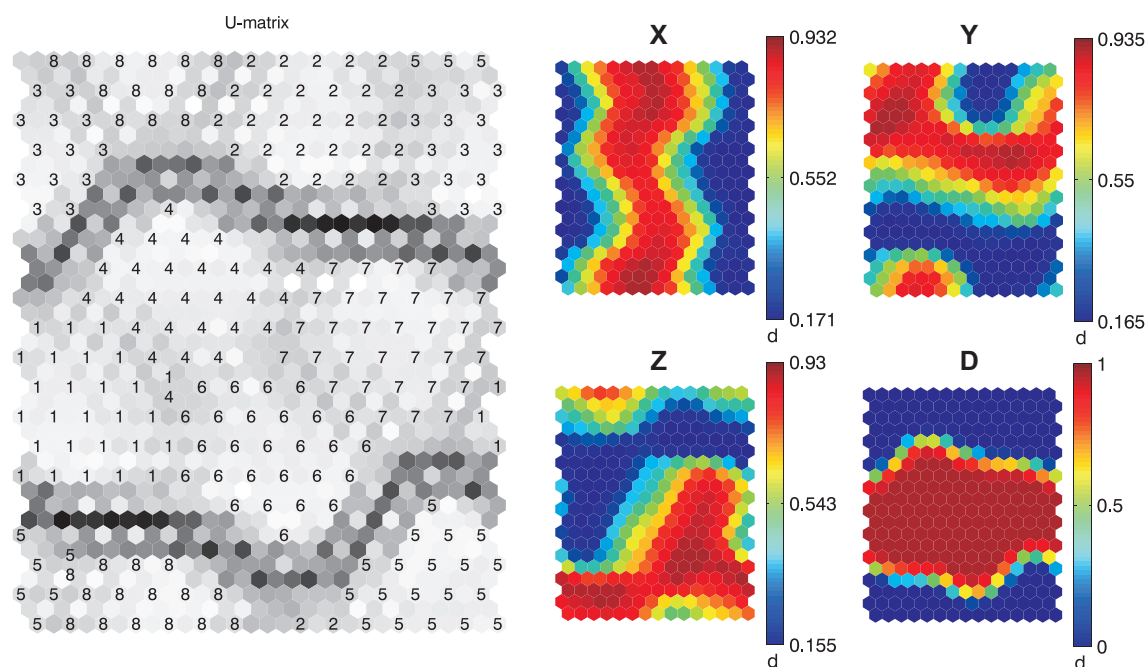 U-matrix
8 8 8 8 8 8 2 2 2 2 2 5 5 5
3 3 8 8 8 8 2 2 2 2 2 3 3 3
3 3 8 8 8 8 2 2 2 2 2 2 3 3 3
3 3 3 2 2 2 2 2 2 3 3 3
3 3 3 2 2 2 2 3 3 3
3 3 4 3 3 3
4 4 4 4
4 4 4 4 4 4 4 7 7 7 7
4 4 4 4 4 4 4 7 7 7 7 7 7
1 1 1 4 4 4 4 4 7 7 7 7 7 7 7
1 1 1 1 4 4 4 7 7 7 7 7 7 7
1
1 1 1 1 6 6 6 6 7 7 7 7 7 1
4
1 1 1 1 1 6 6 6 6 6 6 7 7 7 1
1 1 1 1 1 6 6 6 6 6 6 1
1 1 1 1 1 6 6 6 6 6 6
6 6 6 6 5
5 6 5 5
5
5 8 8 8 5 5 5 5 5
8
5 5 8 8 8 8 8 5 5 5 5 5
5 8 8 8 8 8 2 2 5 5 5 5 5
X
0.932
0.552
0.171
d
Y
0.935
0.55
0.165
d
Z
0.93
0.543
0.155
d
D
1
0.5
0
d